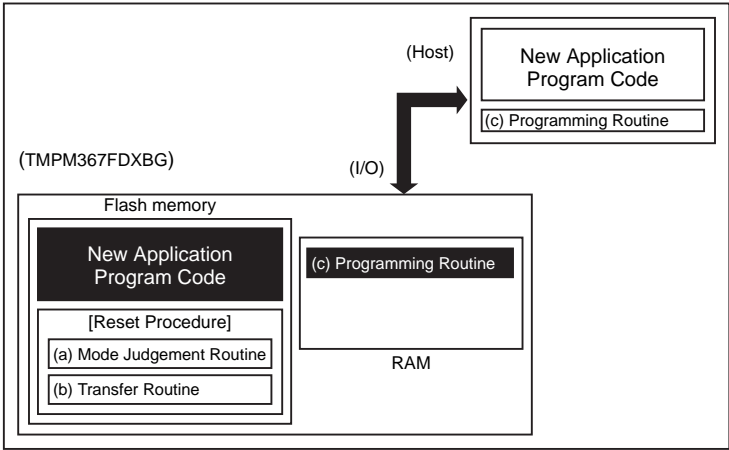 (Host)
New Application
Program Code
(c) Programming Routine
(TMPM367FDXBG)
(I/O)
Flash memory
New Application
Program Code
[Reset Procedure]
(a) Mode Judgement Routine
(b) Transfer Routine
(c) Programming Routine
RAM